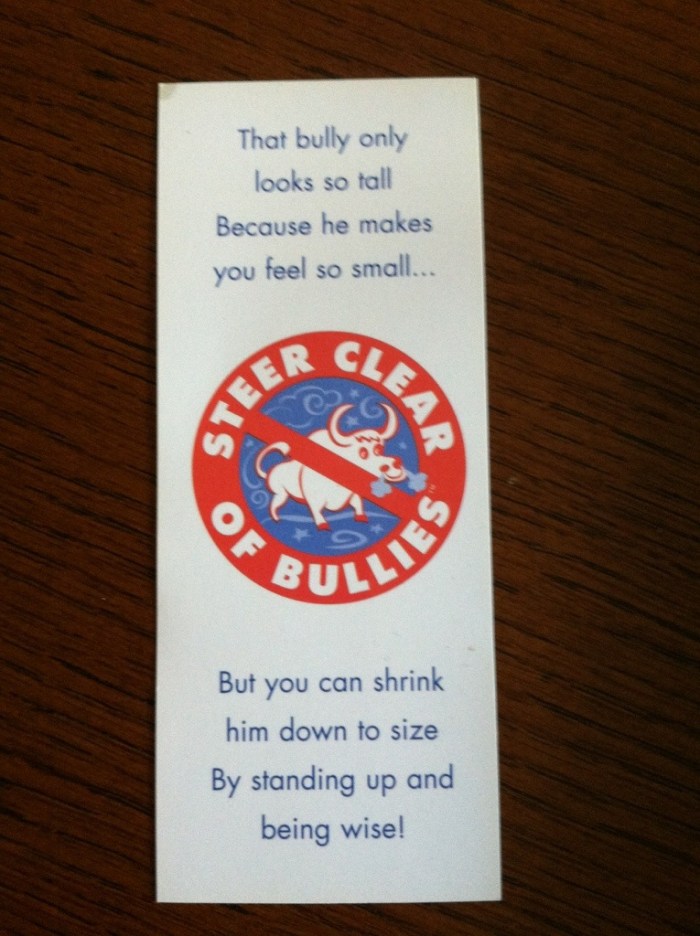 That bully only
looks so tall
Because he makes
you feel so small...
STEER CLEAR
OF BULLIES™
But you can shrink
him down to size
By standing up and
being wise!